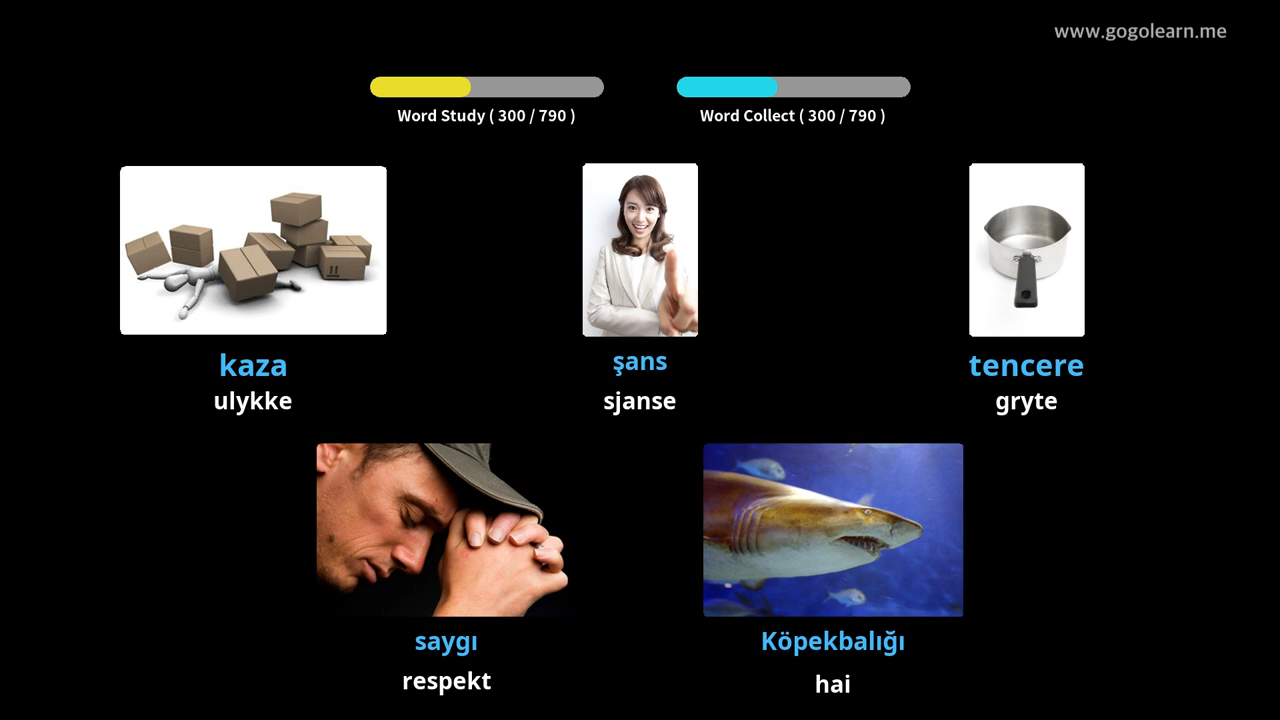 www.gogolearn.me
Word Study ( 300 / 790 )
Word Collect ( 300 / 790 )
kaza
ulykke
şans
sjanse
tencere
gryte
saygı
respekt
Köpekbalığı
hai